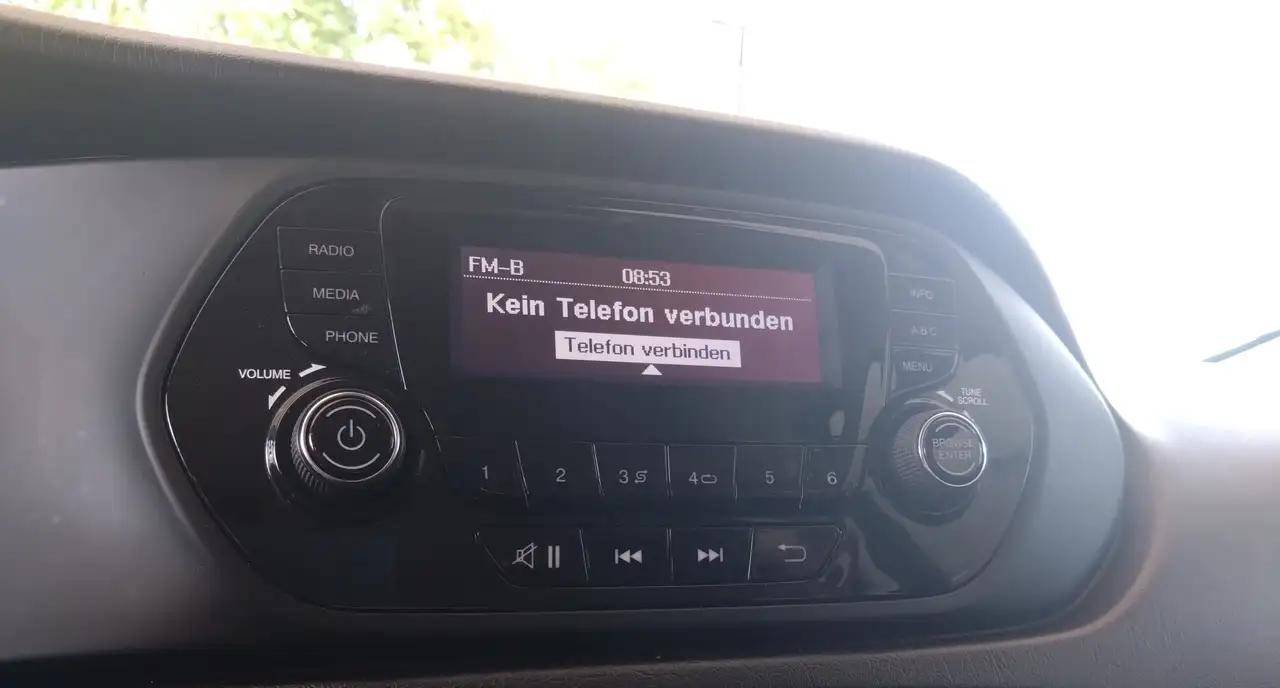 RADIO
MEDIA
PHONE
VOLUME
FM-B 08:53
Kein Telefon verbunden
Telefon verbinden
INFO
A·B·C
MENU
TUNE
SCROLL
BROWSE
ENTER
1 2 3 4 5 6